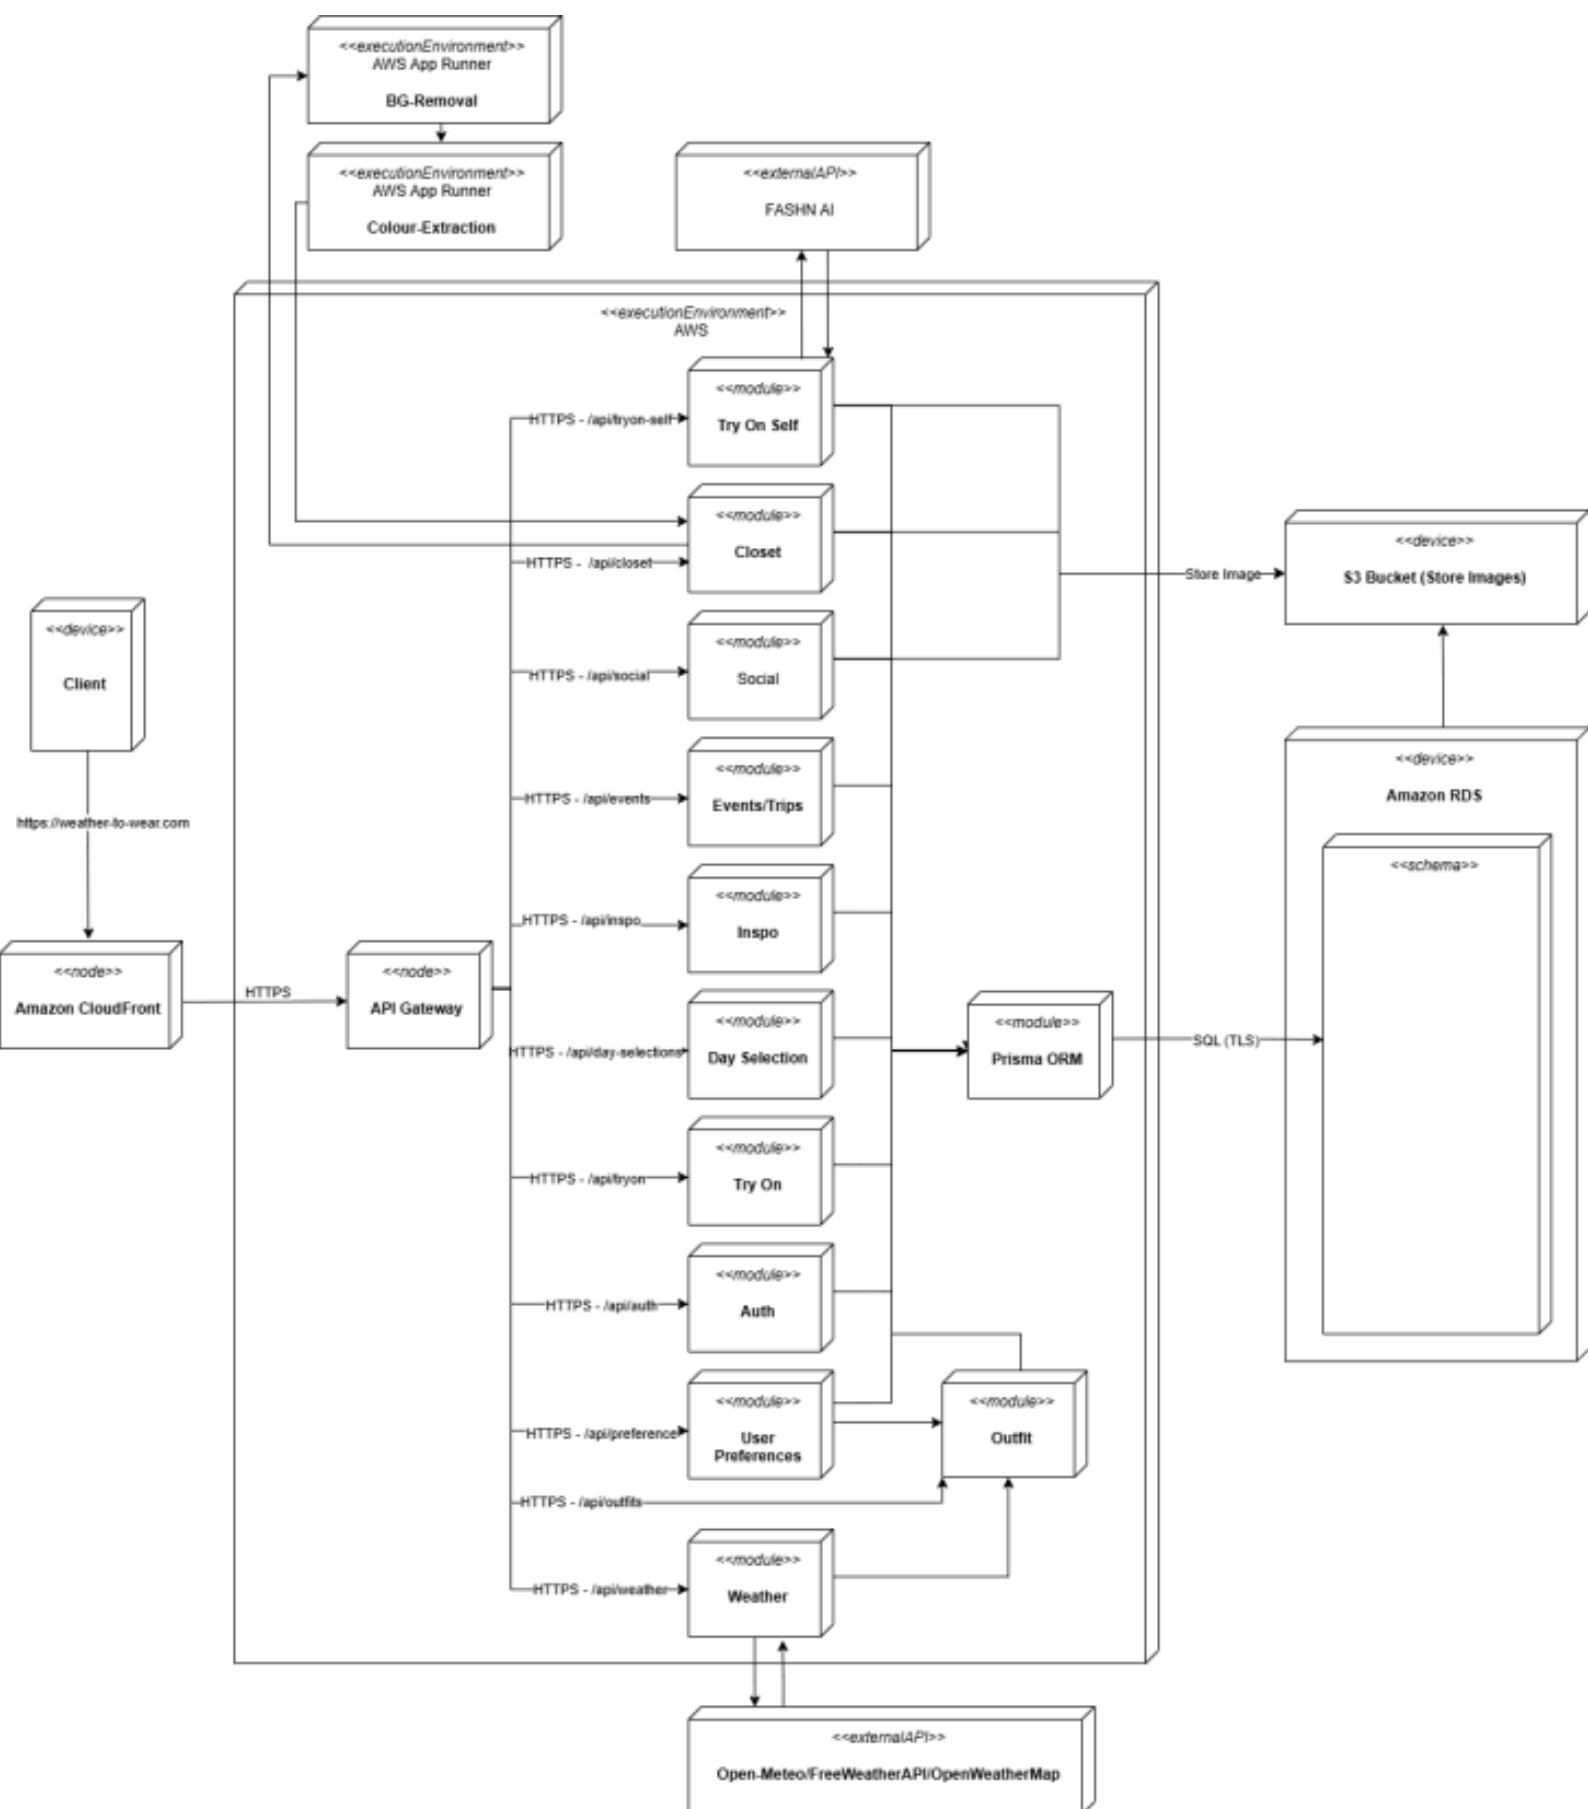 <<executionEnvironment>>
AWS App Runner
BG-Removal
<<executionEnvironment>>
AWS App Runner
Colour-Extraction
<<externalAPI>>
FASHN AI
<<executionEnvironment>>
AWS
<<module>>
Try On Self
HTTPS - /api/tryon-self
<<module>>
Closet
HTTPS - /api/closet
<<device>>
S3 Bucket (Store Images)
Store Image
<<device>>
Client
<<module>>
Social
HTTPS - /api/social
<<module>>
Events/Trips
HTTPS - /api/events
<<device>>
Amazon RDS
<<schema>>
https://weather-to-wear.com
<<module>>
Inspo
HTTPS - /api/inspo
<<node>>
Amazon CloudFront
HTTPS
<<node>>
API Gateway
<<module>>
Day Selection
HTTPS - /api/day-selections
<<module>>
Prisma ORM
SQL (TLS)
<<module>>
Try On
HTTPS - /api/tryon
<<module>>
Auth
HTTPS - /api/auth
<<module>>
User
Preferences
HTTPS - /api/preference
<<module>>
Outfit
HTTPS - /api/outfits
<<module>>
Weather
HTTPS - /api/weather
<<externalAPI>>
Open-Meteo/FreeWeatherAPI/OpenWeatherMap